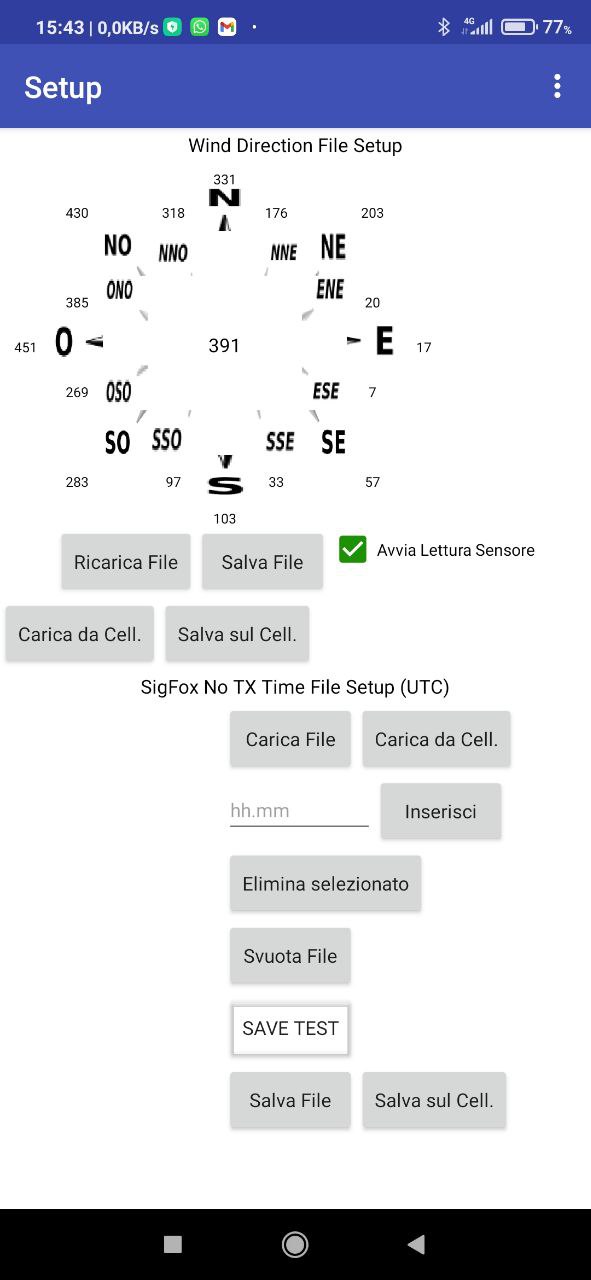 15:43 | 0,0KB/s 4G 77%
Setup
Wind Direction File Setup
331
N
430 318 176 203
NO NNO NNE NE
ONO ENE
385 20
451 O 391 E 17
269 OSO ESE 7
SO SSO SSE SE
283 97 S 33 57
103
Ricarica File Salva File Avvia Lettura Sensore
Carica da Cell. Salva sul Cell.
SigFox No TX Time File Setup (UTC)
Carica File Carica da Cell.
hh.mm Inserisci
Elimina selezionato
Svuota File
SAVE TEST
Salva File Salva sul Cell.